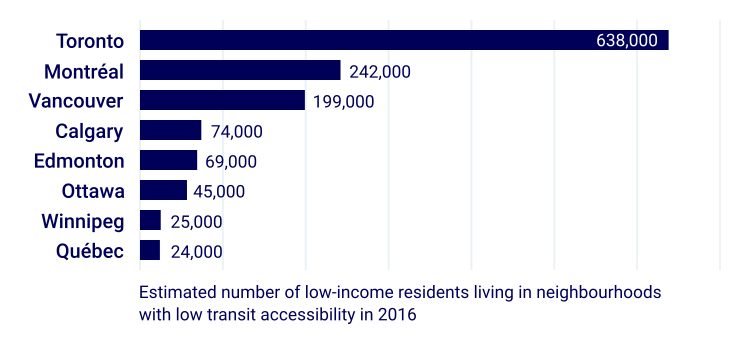 Toronto 638,000
Montréal 242,000
Vancouver 199,000
Calgary 74,000
Edmonton 69,000
Ottawa 45,000
Winnipeg 25,000
Québec 24,000
Estimated number of low-income residents living in neighbourhoods
with low transit accessibility in 2016